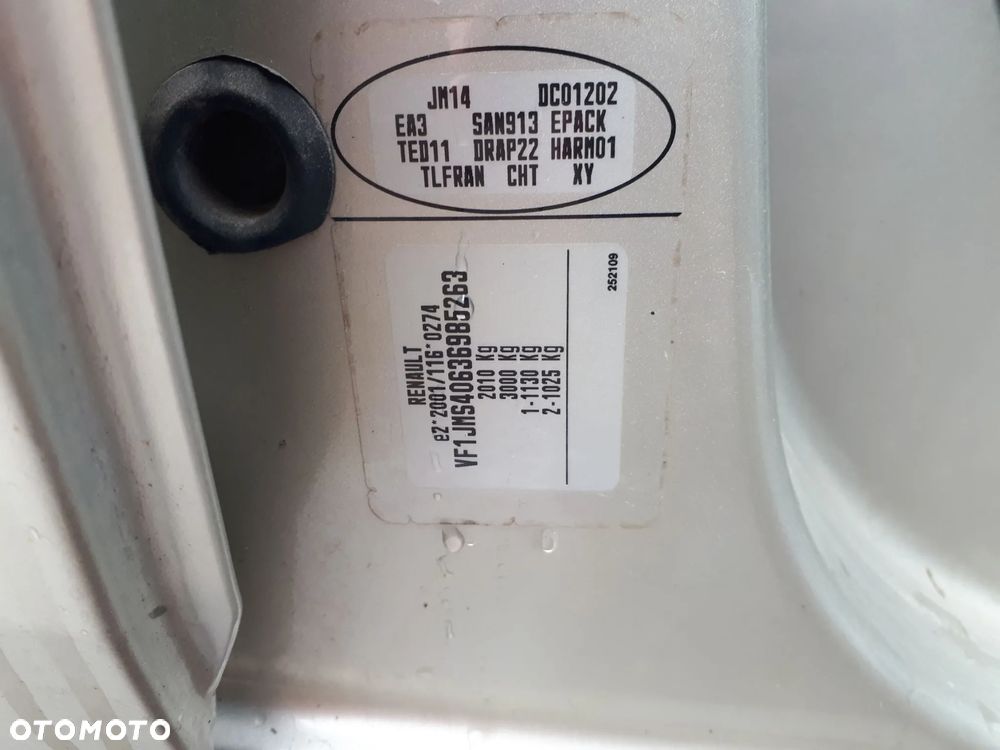 JM14 DC01202
EA3 SAN913 EPACK
TED11 DRAP22 HARM01
TLFRAN CHT XY
RENAULT
e2*2001/116*0274
VF1JMS40636985263
2010 Kg
3000 Kg
1-1130 Kg
2-1025 Kg
252109
OTOMOTO